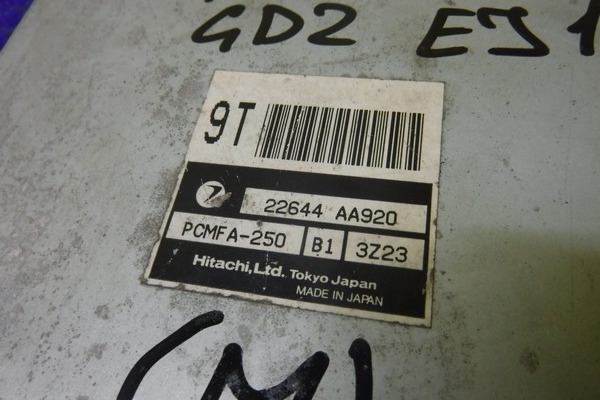 GD2 EJ1
9T
22644 AA920
PCMFA-250 B1 3Z23
Hitachi,Ltd. Tokyo Japan
MADE IN JAPAN
(M)